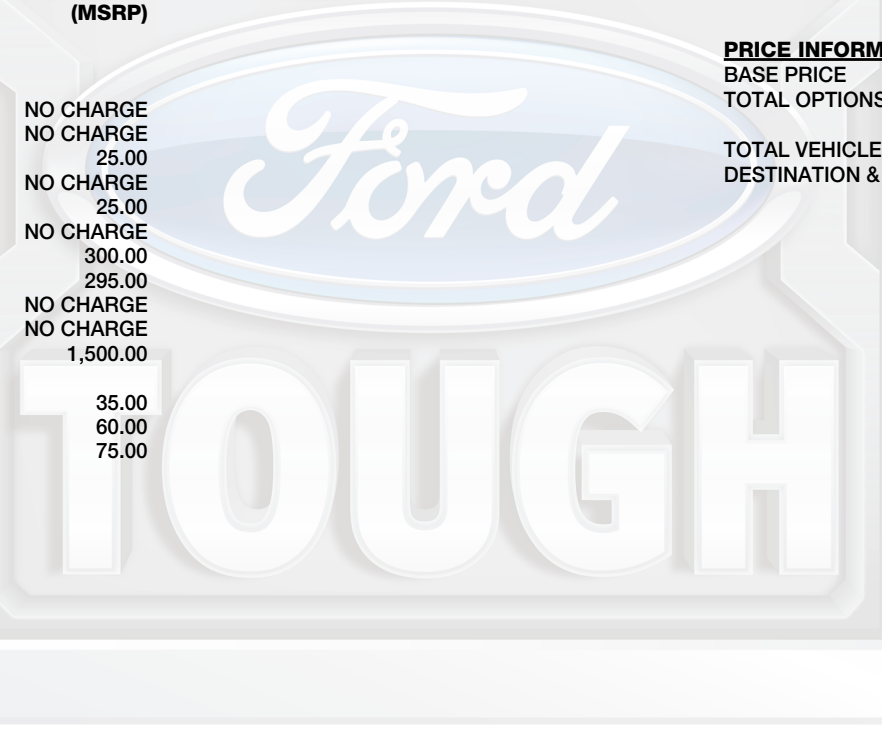 (MSRP)
NO CHARGE
NO CHARGE
25.00
NO CHARGE
25.00
NO CHARGE
300.00
295.00
NO CHARGE
NO CHARGE
1,500.00
35.00
60.00
75.00
PRICE INFORM
BASE PRICE
TOTAL OPTIONS
TOTAL VEHICLE
DESTINATION &
Ford
TOUGH